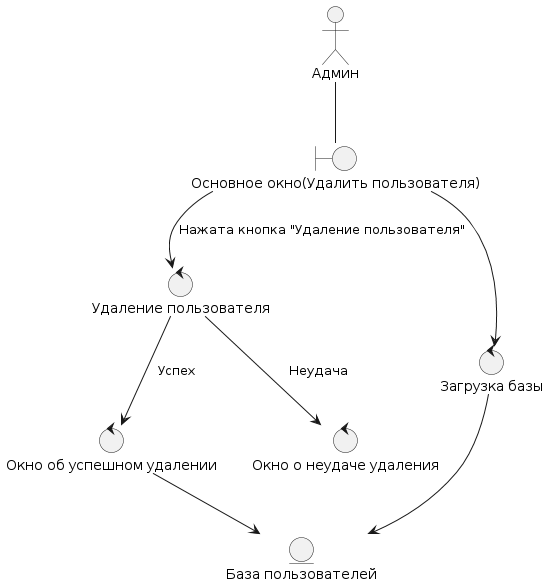 Админ
Основное окно(Удалить пользователя)
Нажата кнопка "Удаление пользователя"
Удаление пользователя
Успех
Неудача
Загрузка базы
Окно об успешном удалении
Окно о неудаче удаления
База пользователей